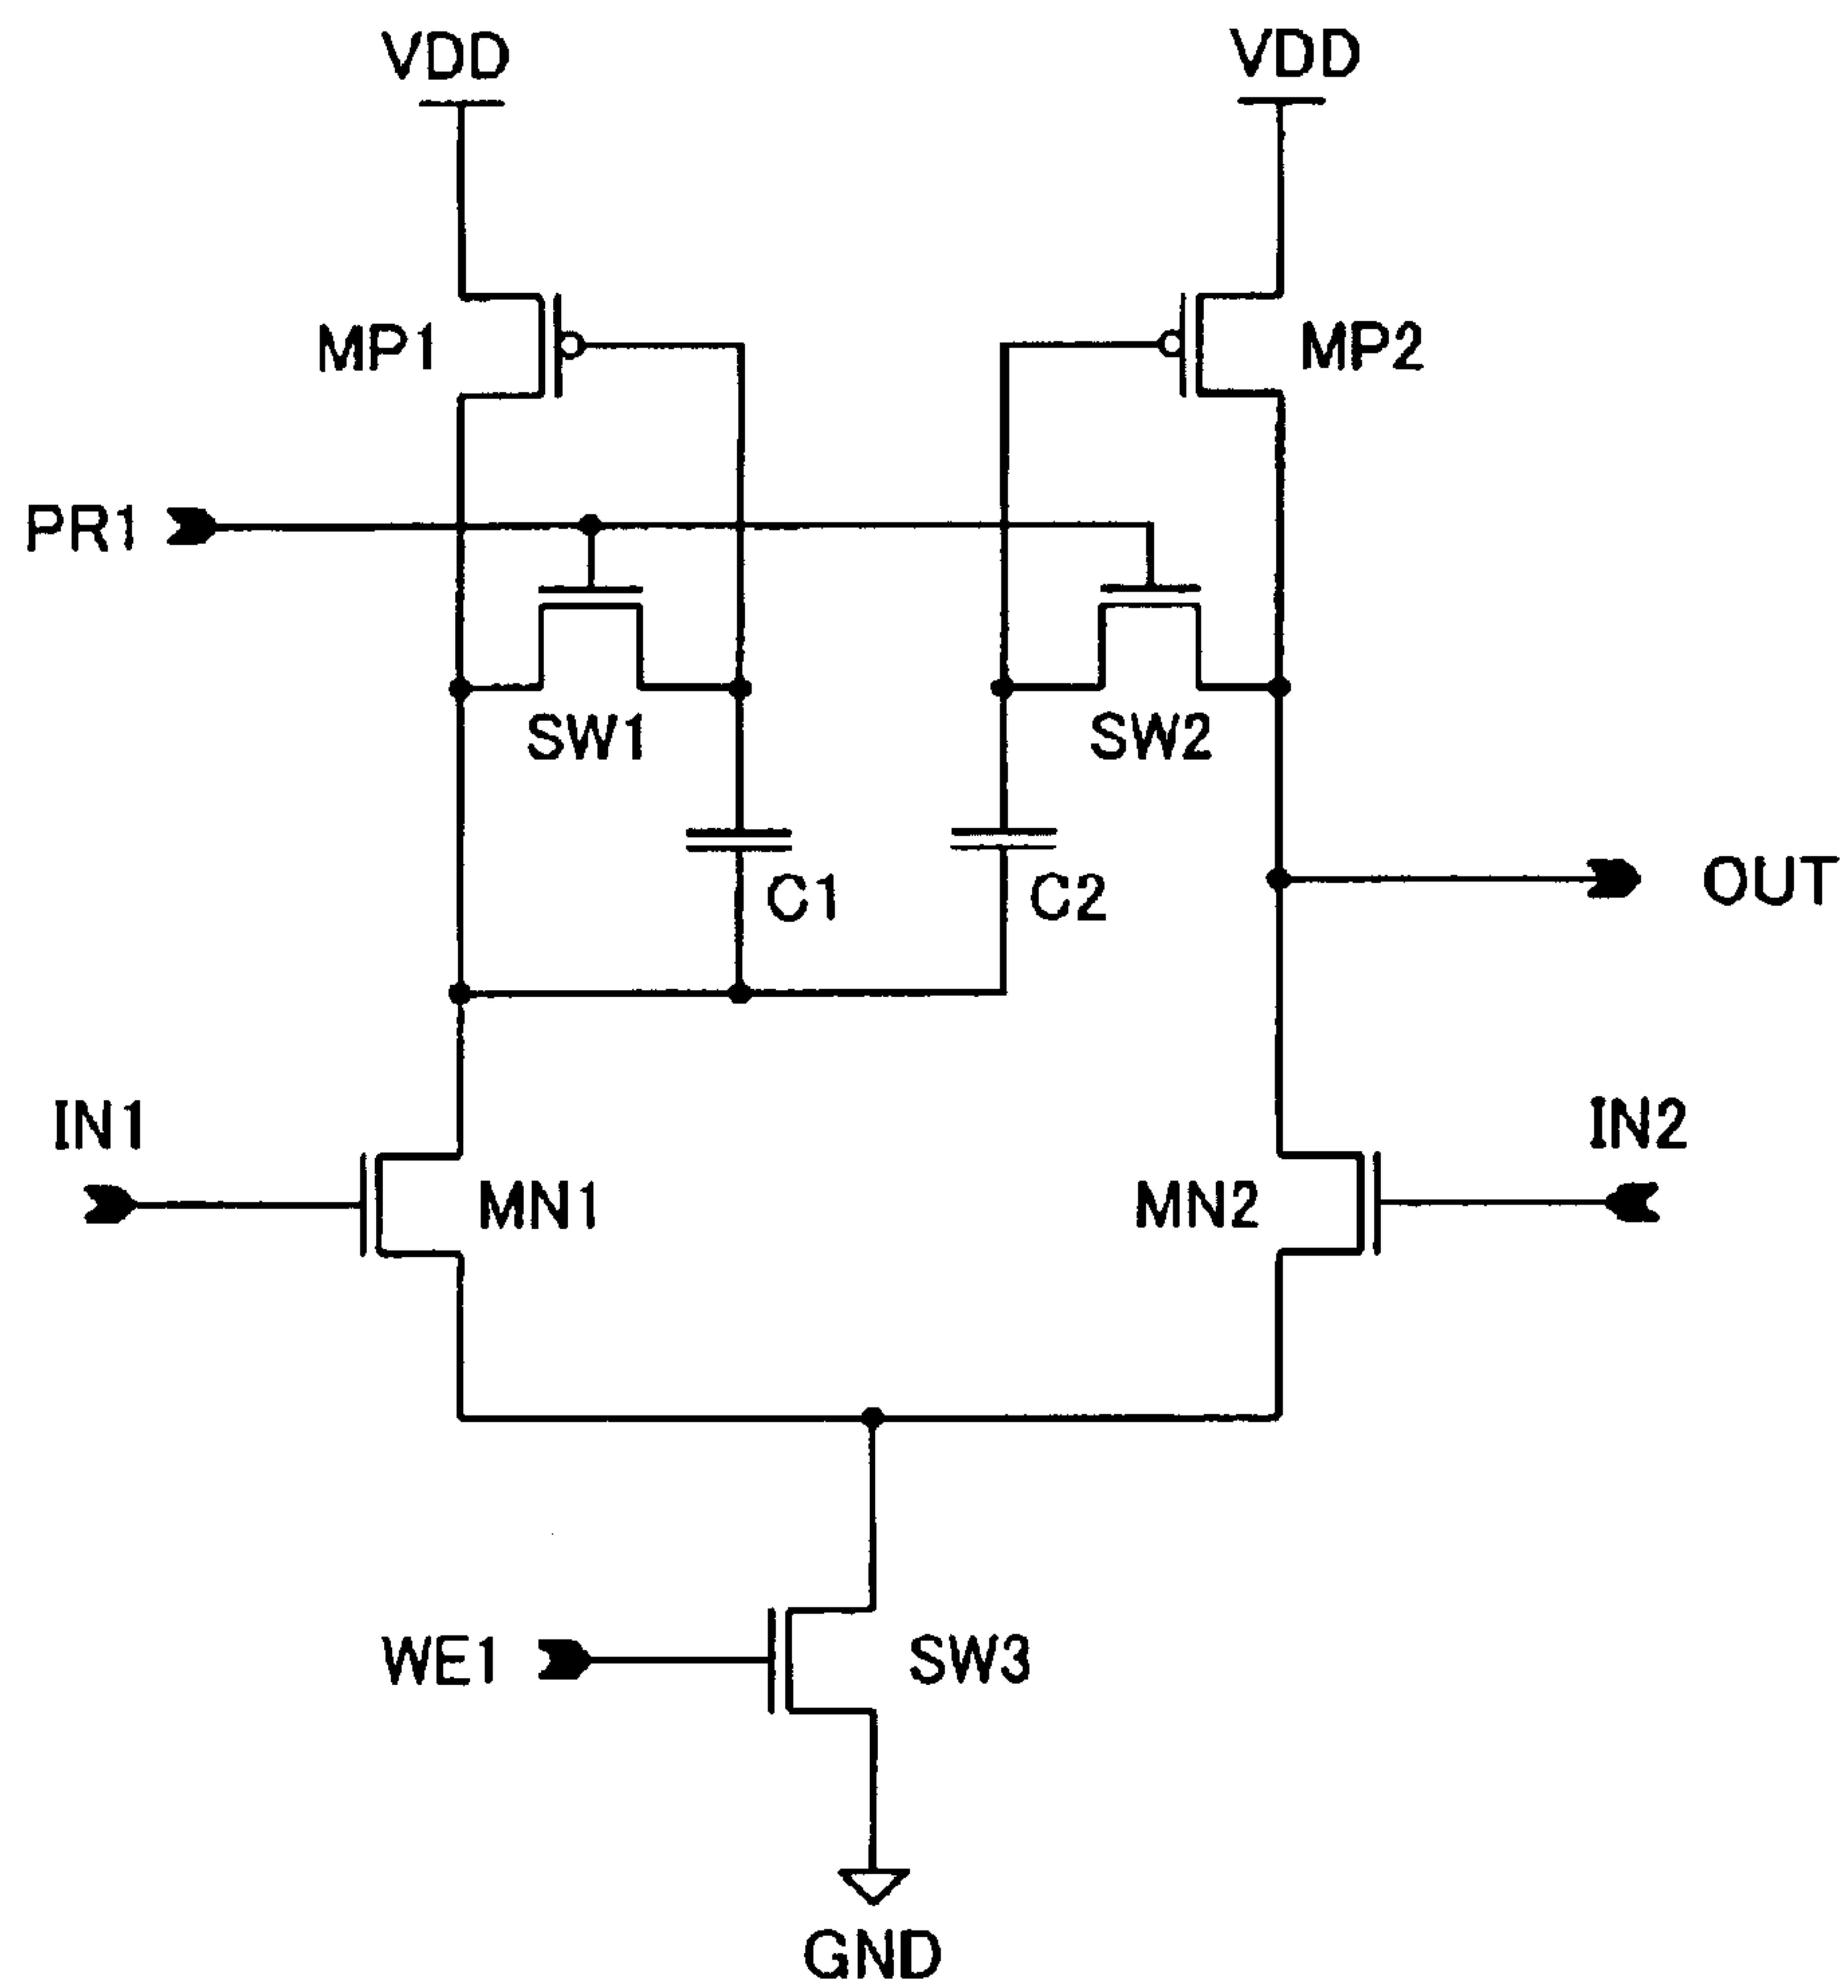 VDD
VDD
MP1
MP2
PR1
SW1
SW2
C1
C2
OUT
IN1
IN2
MN1
MN2
WE1
SW3
GND